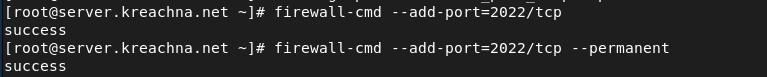 [root@server.kreachna.net ~]# firewall-cmd --add-port=2022/tcp
success
[root@server.kreachna.net ~]# firewall-cmd --add-port=2022/tcp --permanent
success